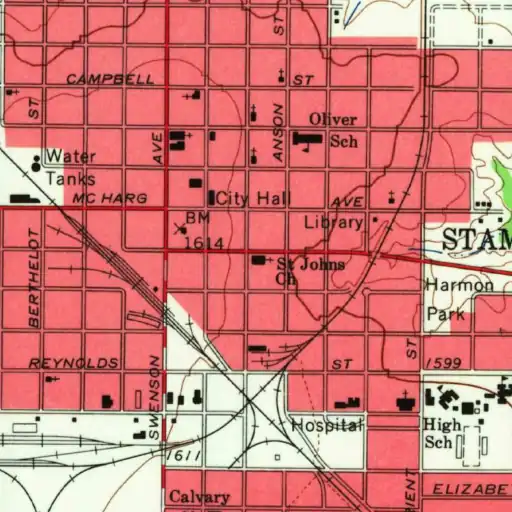 CAMPBELL ST
ST
ST
AVE
ANSON
Oliver
Sch
Water
Tanks
MC HARG AVE
City Hall
Library
BM
1614
STAM
BERTHELOT
St Johns
Ch
Harmon
Park
REYNOLDS ST
ST
1599
SWENSON
Hospital
High
Sch
1611
Calvary
IENT
ELIZABE